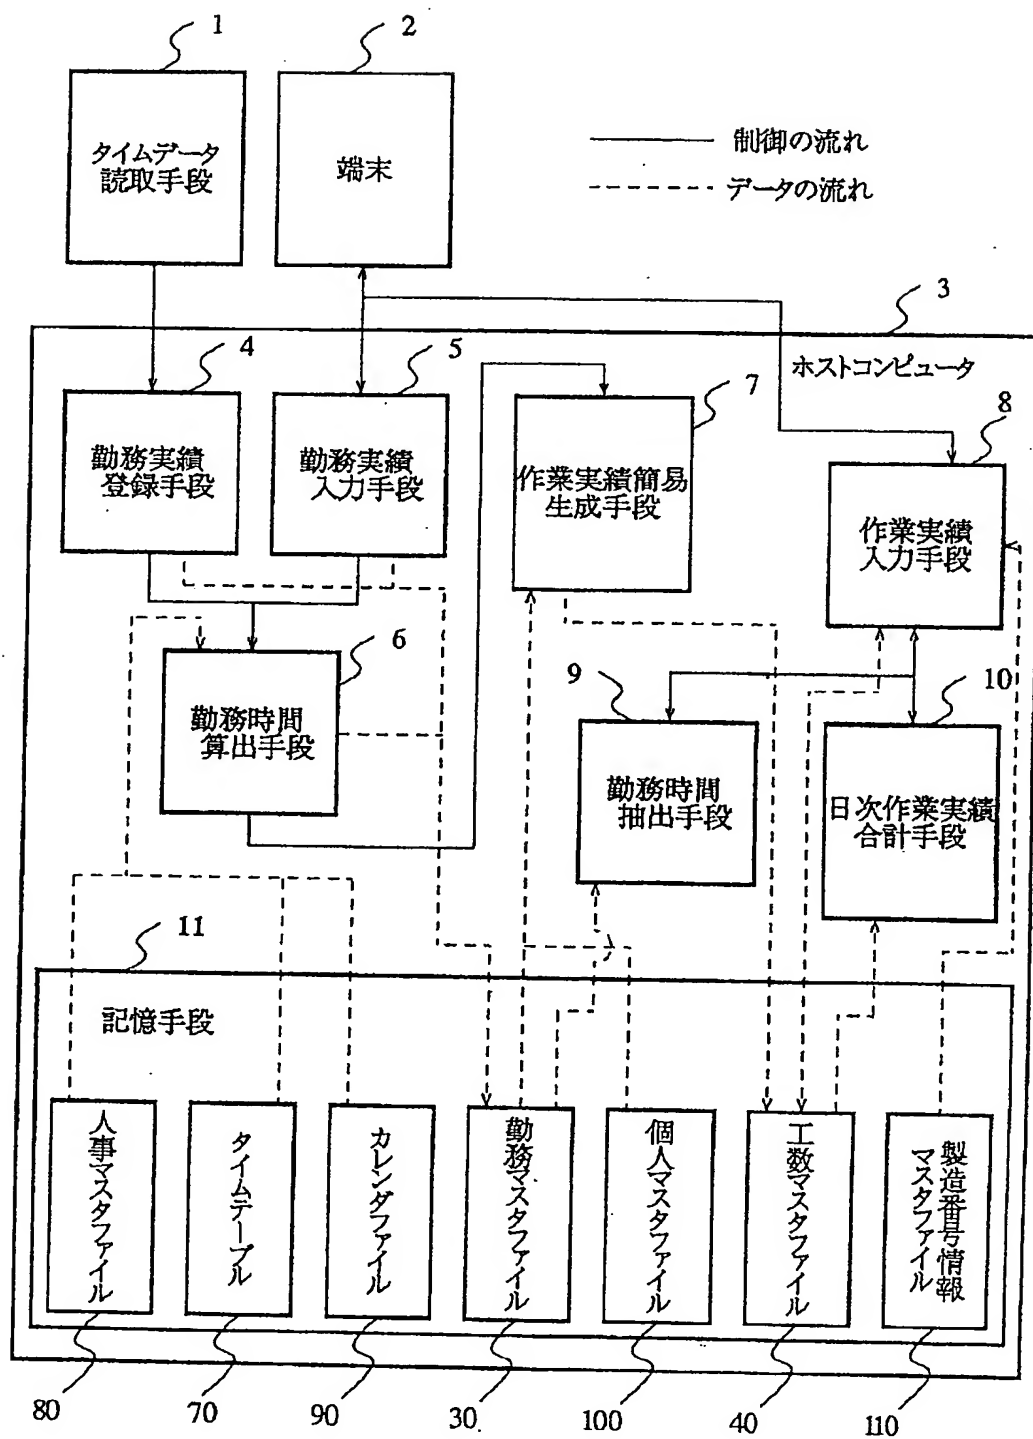 1
2
タイムデータ
読取手段
端末
制御の流れ
データの流れ
3
ホストコンピュータ
4
5
7
8
勤務実績
登録手段
勤務実績
入力手段
作業実績簡易
生成手段
作業実績
入力手段
6
9
10
勤務時間
算出手段
勤務時間
抽出手段
日次作業実績
合計手段
11
記憶手段
人事マスタファイル
タイムテーブル
カレンダファイル
勤務マスタファイル
個人マスタファイル
工数マスタファイル
製造番号情報
マスタファイル
80
70
90
30
100
40
110